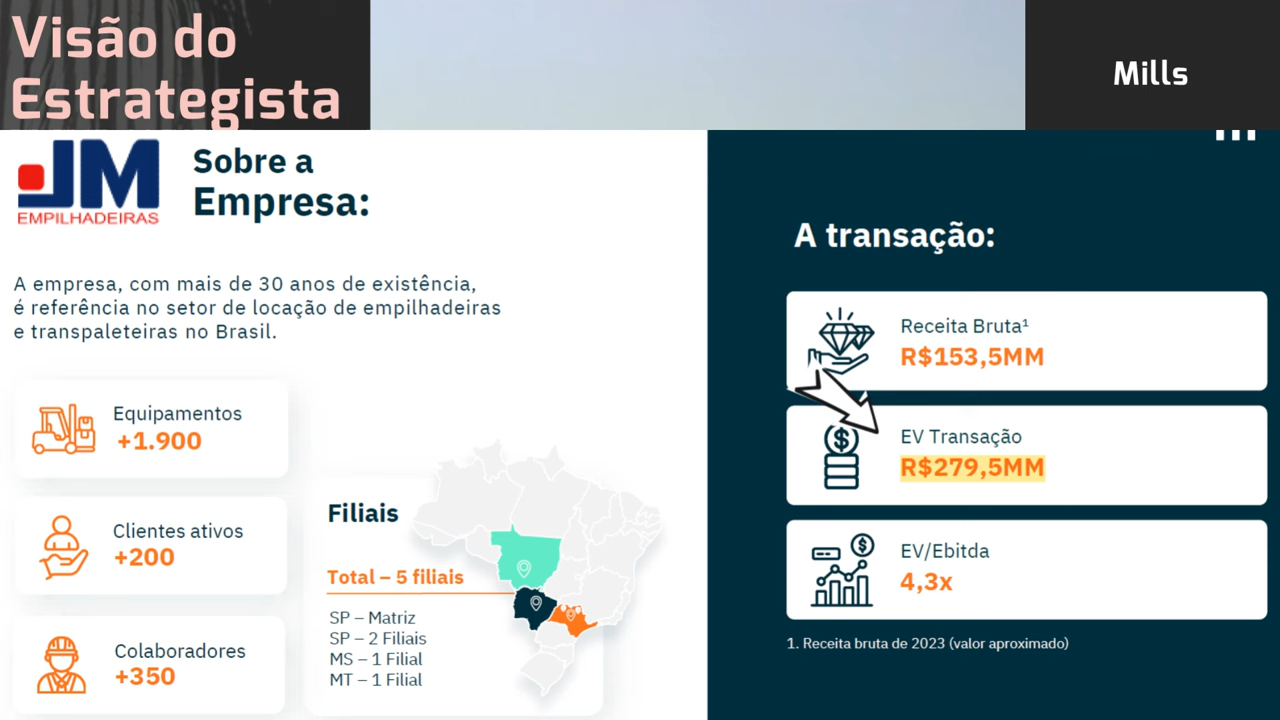 Visão do
Estrategista
Mills
JM
EMPILHADEIRAS
Sobre a
Empresa:
A empresa, com mais de 30 anos de existência,
é referência no setor de locação de empilhadeiras
e transpaleteiras no Brasil.
Equipamentos
+1.900
Clientes ativos
+200
Colaboradores
+350
Filiais
Total – 5 filiais
SP – Matriz
SP – 2 Filiais
MS – 1 Filial
MT – 1 Filial
A transação:
Receita Bruta¹
R$153,5MM
$
EV Transação
R$279,5MM
$
EV/Ebitda
4,3x
1. Receita bruta de 2023 (valor aproximado)